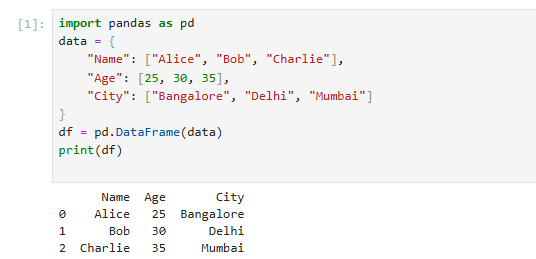 [1]: import pandas as pd
data = {
    "Name": ["Alice", "Bob", "Charlie"],
    "Age": [25, 30, 35],
    "City": ["Bangalore", "Delhi", "Mumbai"]
}
df = pd.DataFrame(data)
print(df)
      Name  Age       City
0    Alice   25  Bangalore
1      Bob   30      Delhi
2  Charlie   35     Mumbai